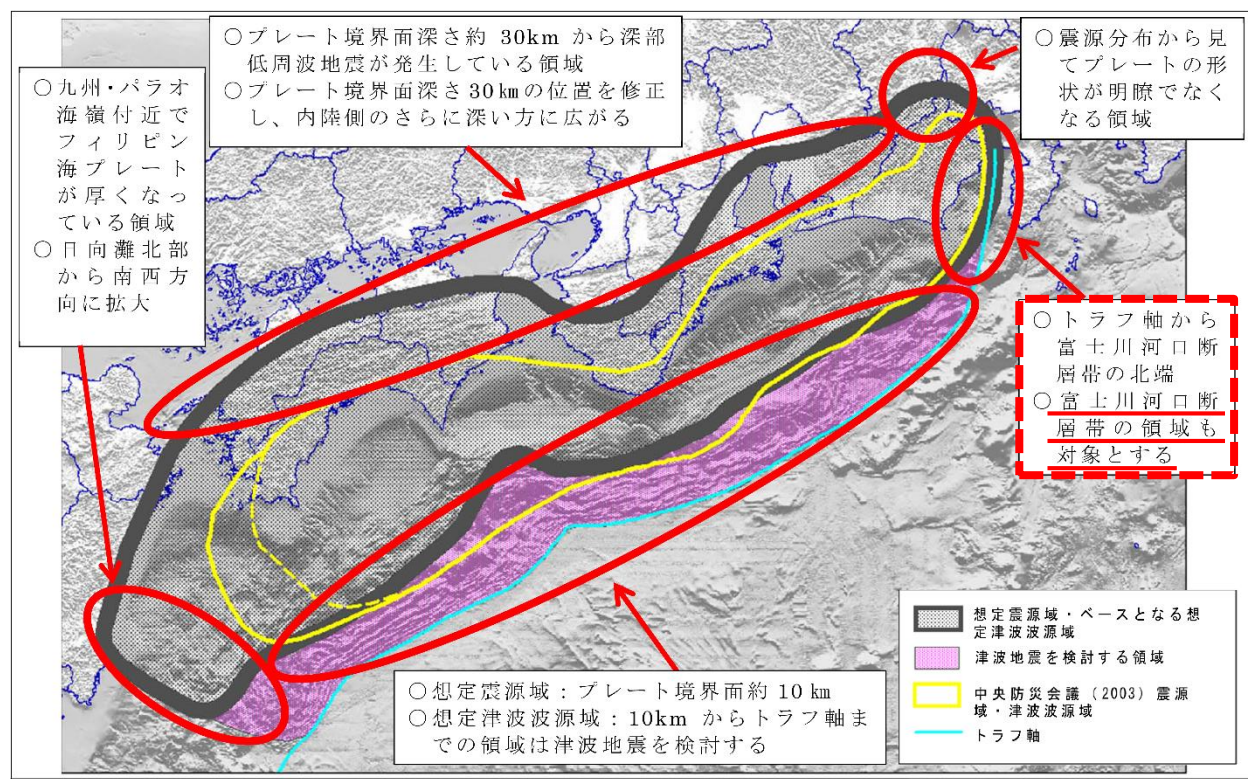 ○プレート境界面深さ約 30km から深部
低周波地震が発生している領域
○プレート境界面深さ30㎞の位置を修正
し、内陸側のさらに深い方に広がる
○震源分布から見
てプレートの形
状が明瞭でなく
なる領域
○九州・パラオ
海嶺付近で
フィリピン
海プレート
が厚くなっ
ている領域
○日向灘北部
から南西方
向に拡大
○トラフ軸から
富士川河口断
層帯の北端
○富士川河口断
層帯の領域も
対象とする
○想定震源域：プレート境界面約 10㎞
○想定津波波源域：10km からトラフ軸ま
での領域は津波地震を検討する
想定震源域・ベースとなる想
定津波波源域
津波地震を検討する領域
中央防災会議（2003）震源
域・津波波源域
トラフ軸